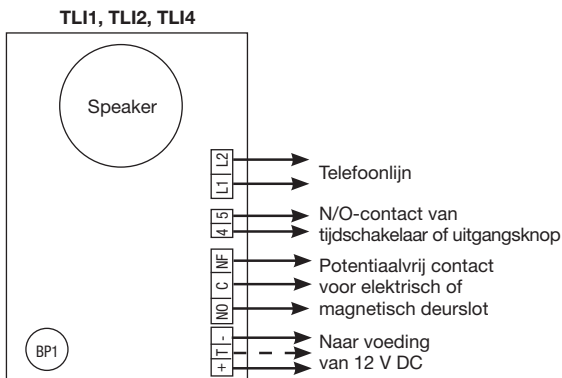 TLI1, TLI2, TLI4
Speaker
L1 | L2
Telefoonlijn
4 | 5
N/O-contact van
tijdschakelaar of uitgangsknop
NO | C | NF
Potentiaalvrij contact
voor elektrisch of
magnetisch deurslot
+ | T | -
Naar voeding
van 12 V DC
BP1